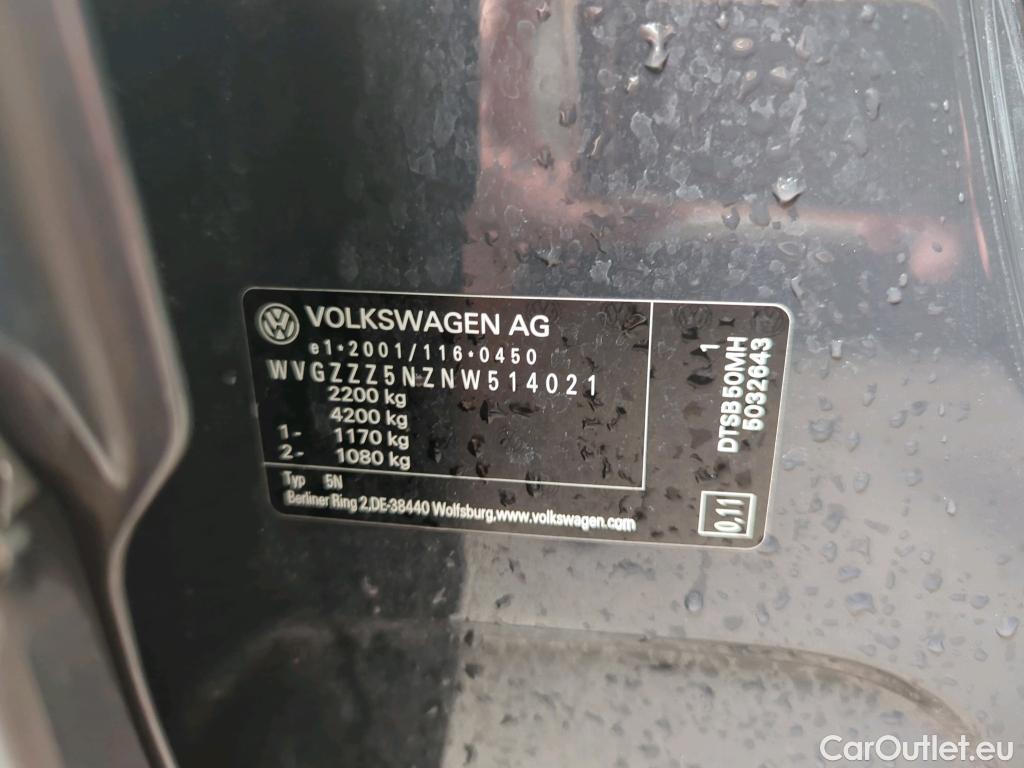 VOLKSWAGEN AG
e1*2001/116*0450
WVGZZZ5NZNW514021
2200 kg
4200 kg
1- 1170 kg
2- 1080 kg
Typ 5N
Berliner Ring 2,DE-38440 Wolfsburg,www.volkswagen.com
1
DTSB50MH
5032643
0,11
CarOutlet.eu